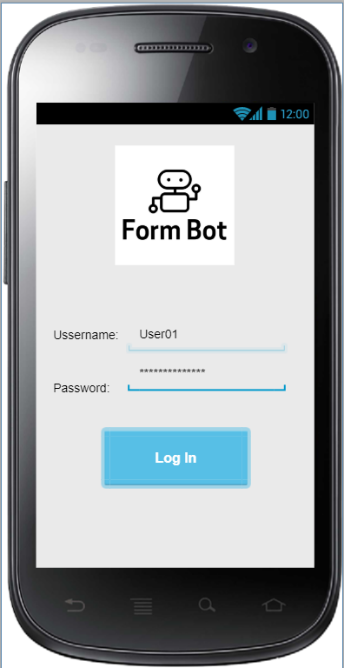 12:00
Form Bot
Ussername: User01
**************
Password:
Log In